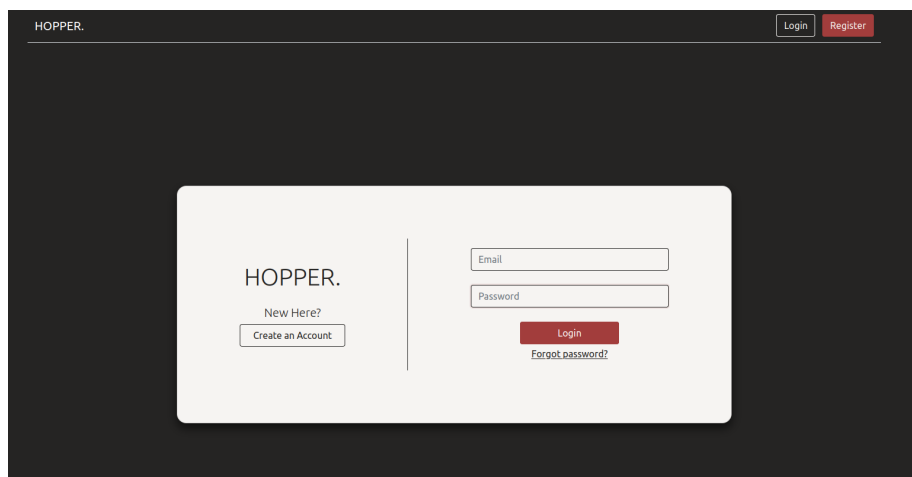 HOPPER.
Login
Register
HOPPER.
New Here?
Create an Account
Email
Password
Login
Forgot password?